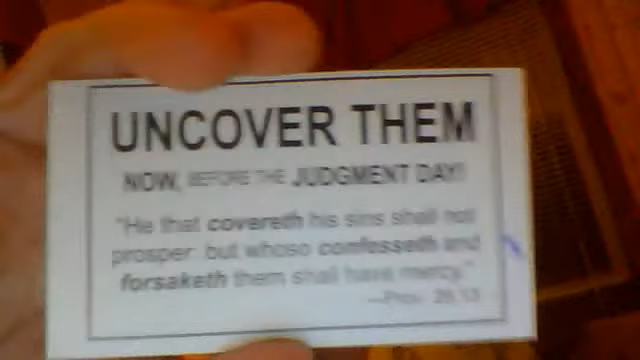 UNCOVER THEM
NOW, BEFORE THE JUDGMENT DAY!
"He that covereth his sins shall not
prosper: but whoso confesseth and
forsaketh them shall have mercy."
—Prov. 28:13